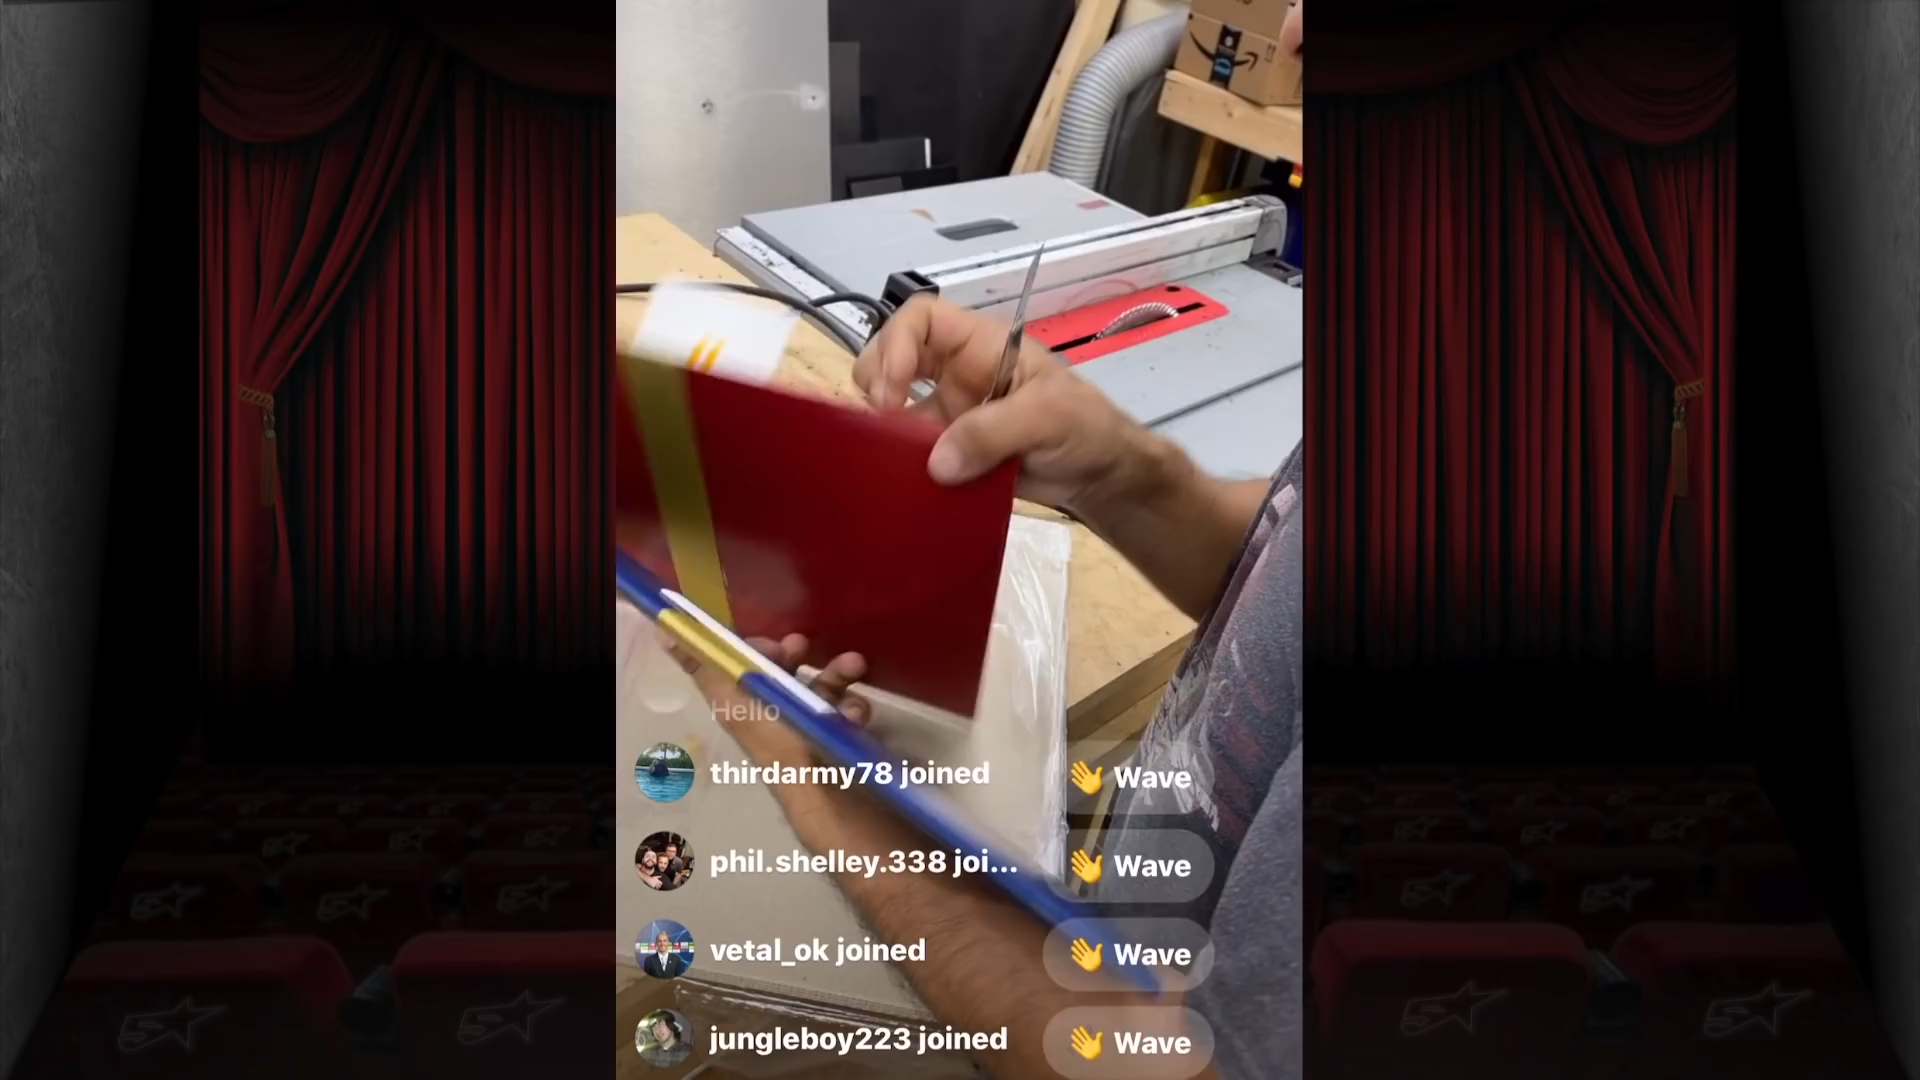 Hello
thirdarmy78 joined
👋 Wave
phil.shelley.338 joi...
👋 Wave
vetal_ok joined
👋 Wave
jungleboy223 joined
👋 Wave